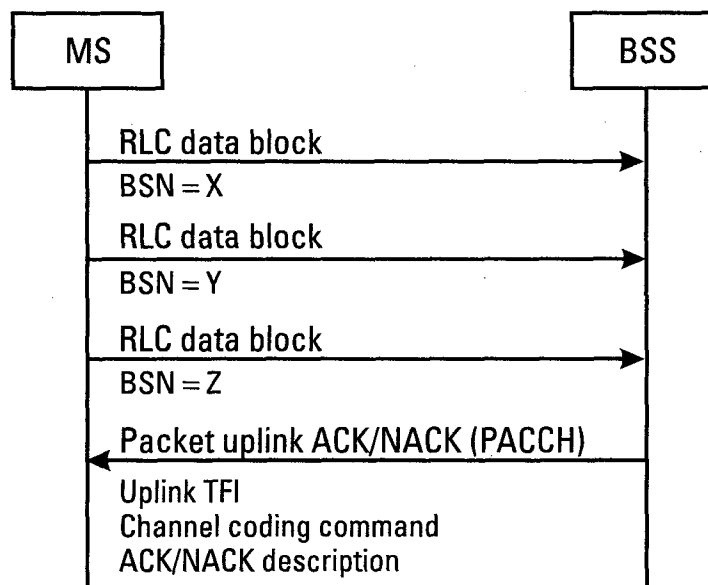 MS
BSS
RLC data block
BSN = X
RLC data block
BSN = Y
RLC data block
BSN = Z
Packet uplink ACK/NACK (PACCH)
Uplink TFI
Channel coding command
ACK/NACK description